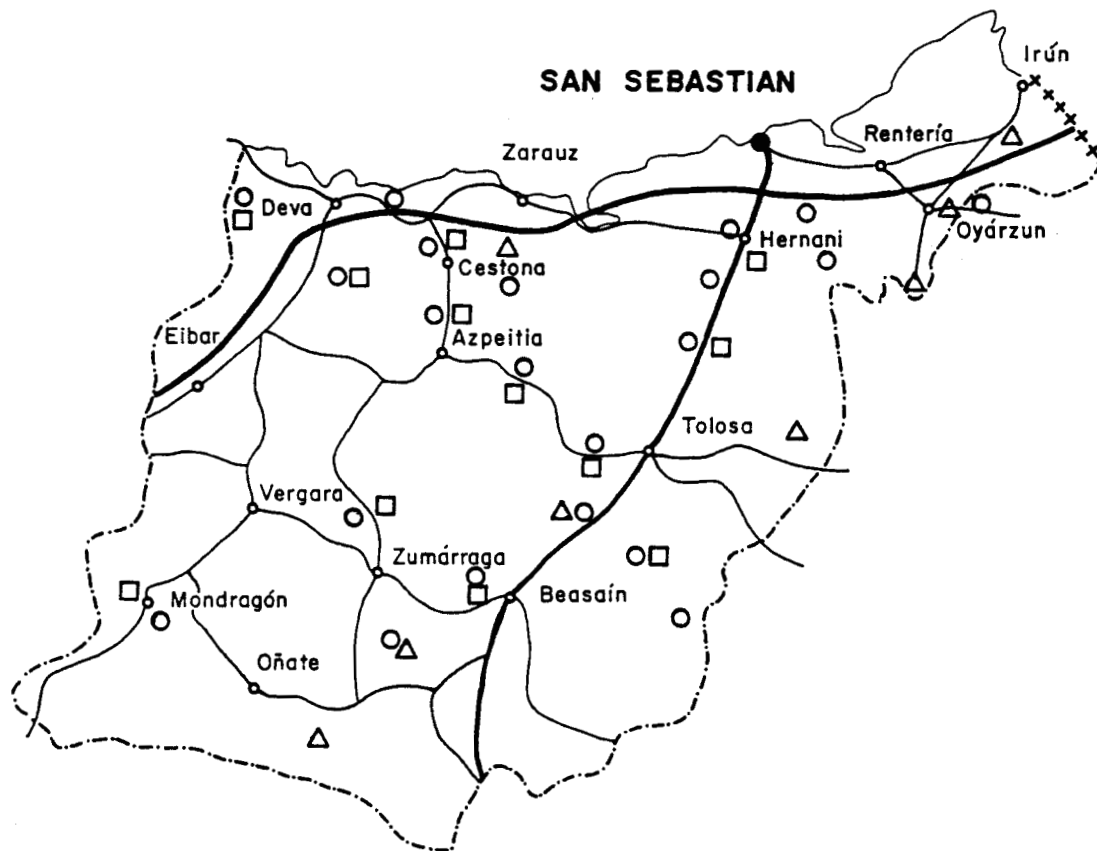 Irún
SAN SEBASTIAN
Rentería
Zarauz
Deva
Oyárzun
Hernani
Cestona
Eibar
Azpeitia
Tolosa
Vergara
Zumárraga
Beasaín
Mondragón
Oñate